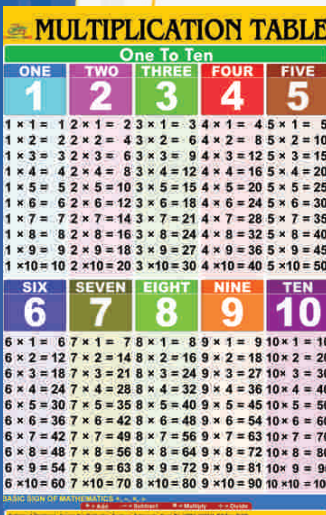 MULTIPLICATION TABLE
One To Ten
ONE TWO THREE FOUR FIVE
1 2 3 4 5
1 × 1 = 1 2 × 1 = 2 3 × 1 = 3 4 × 1 = 4 5 × 1 = 5
1 × 2 = 2 2 × 2 = 4 3 × 2 = 6 4 × 2 = 8 5 × 2 = 10
1 × 3 = 3 2 × 3 = 6 3 × 3 = 9 4 × 3 = 12 5 × 3 = 15
1 × 4 = 4 2 × 4 = 8 3 × 4 = 12 4 × 4 = 16 5 × 4 = 20
1 × 5 = 5 2 × 5 = 10 3 × 5 = 15 4 × 5 = 20 5 × 5 = 25
1 × 6 = 6 2 × 6 = 12 3 × 6 = 18 4 × 6 = 24 5 × 6 = 30
1 × 7 = 7 2 × 7 = 14 3 × 7 = 21 4 × 7 = 28 5 × 7 = 35
1 × 8 = 8 2 × 8 = 16 3 × 8 = 24 4 × 8 = 32 5 × 8 = 40
1 × 9 = 9 2 × 9 = 18 3 × 9 = 27 4 × 9 = 36 5 × 9 = 45
1 ×10 = 10 2 ×10 = 20 3 ×10 = 30 4 ×10 = 40 5 ×10 = 50
SIX SEVEN EIGHT NINE TEN
6 7 8 9 10
6 × 1 = 6 7 × 1 = 7 8 × 1 = 8 9 × 1 = 9 10 × 1 = 1
6 × 2 = 12 7 × 2 = 14 8 × 2 = 16 9 × 2 = 18 10 × 2 = 2
6 × 3 = 18 7 × 3 = 21 8 × 3 = 24 9 × 3 = 27 10 × 3 = 3
6 × 4 = 24 7 × 4 = 28 8 × 4 = 32 9 × 4 = 36 10 × 4 = 4
6 × 5 = 30 7 × 5 = 35 8 × 5 = 40 9 × 5 = 45 10 × 5 = 5
6 × 6 = 36 7 × 6 = 42 8 × 6 = 48 9 × 6 = 54 10 × 6 = 6
6 × 7 = 42 7 × 7 = 49 8 × 7 = 56 9 × 7 = 63 10 × 7 = 7
6 × 8 = 48 7 × 8 = 56 8 × 8 = 64 9 × 8 = 72 10 × 8 = 8
6 × 9 = 54 7 × 9 = 63 8 × 9 = 72 9 × 9 = 81 10 × 9 = 9
6 ×10 = 60 7 ×10 = 70 8 ×10 = 80 9 ×10 = 90 10 ×10 = 10
BASIC SIGN OF MATHEMATICS +, -, ×, ÷
+ = Add - = Subtract × = Multiply ÷ = Divide